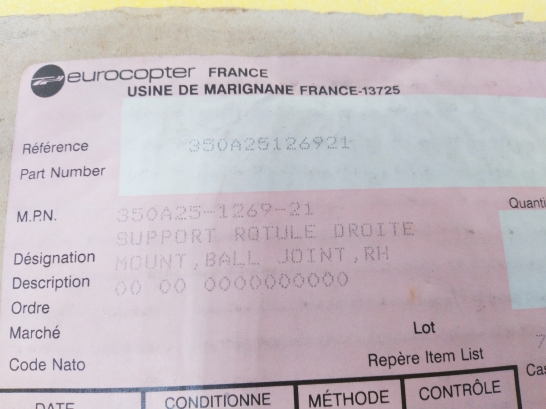 eurocopter FRANCE
USINE DE MARIGNANE FRANCE-13725
Référence 350A25126921
Part Number
M.P.N. 350A25-1269-21
Quanti
SUPPORT ROTULE DROITE
Désignation MOUNT,BALL JOINT,RH
Description 00 00 0000000000
Ordre
Marché Lot
Code Nato Repère Item List
DATE CONDITIONNE MÉTHODE CONTRÔLE